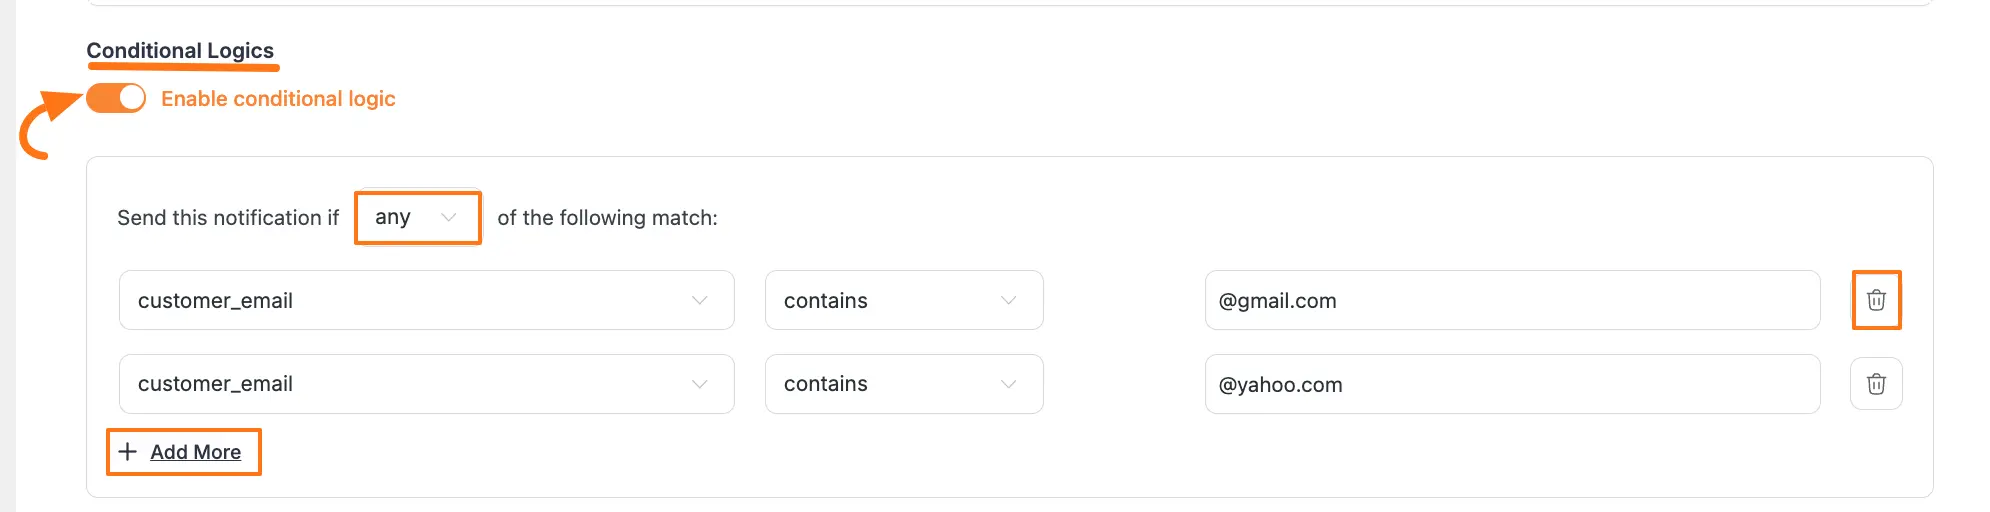 Conditional Logics
Enable conditional logic
Send this notification if any of the following match:
customer_email contains @gmail.com
customer_email contains @yahoo.com
+ Add More